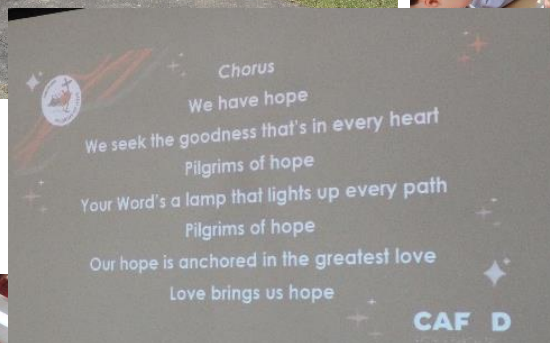 Chorus
We have hope
We seek the goodness that's in every heart
Pilgrims of hope
Your Word's a lamp that lights up every path
Pilgrims of hope
Our hope is anchored in the greatest love
Love brings us hope
CAF D